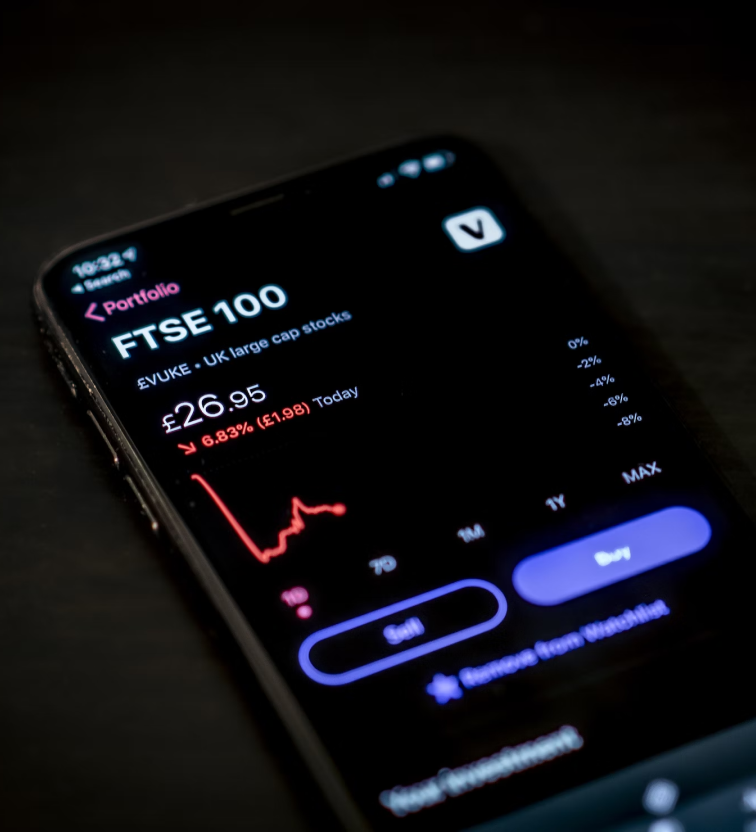 10:32
◀ Search
< Portfolio
V
FTSE 100
£VUKE • UK large cap stocks
£26.95
↘ 6.83% (£1.98) Today
0%
-2%
-4%
-6%
-8%
1D 7D 1M 1Y MAX
Sell Buy
★ Remove from Watchlist
Your Investment